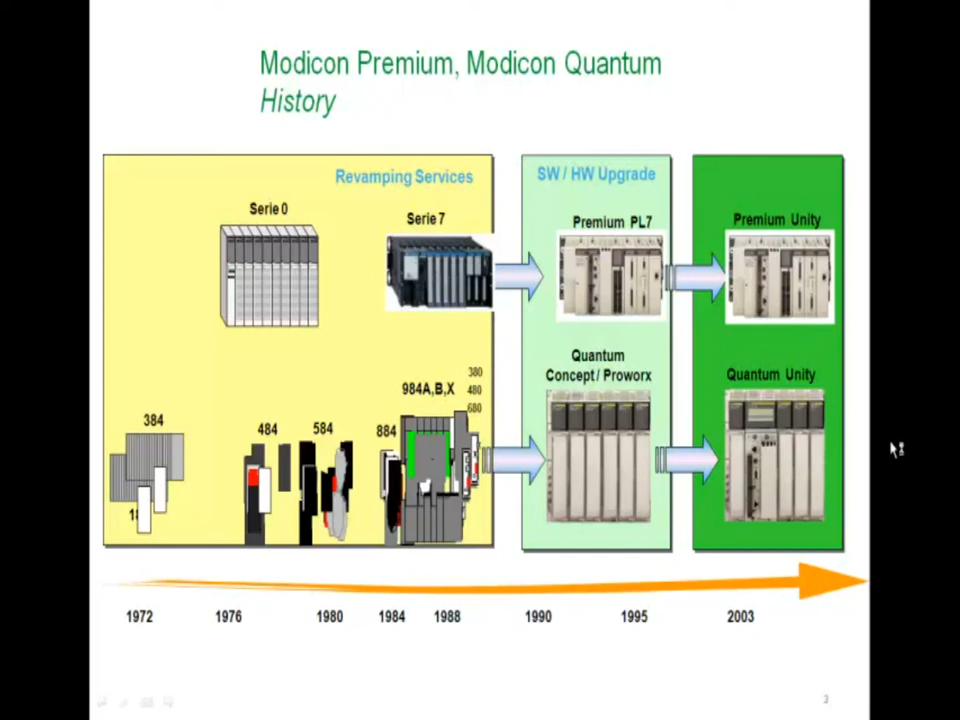 Modicon Premium, Modicon Quantum
History
Revamping Services
SW / HW Upgrade
Serie 0
Serie 7
Premium PL7
Premium Unity
Quantum
Concept / Proworx
Quantum Unity
380
480
680
984A,B,X
384
484
584
884
1972
1976
1980
1984
1988
1990
1995
2003
3